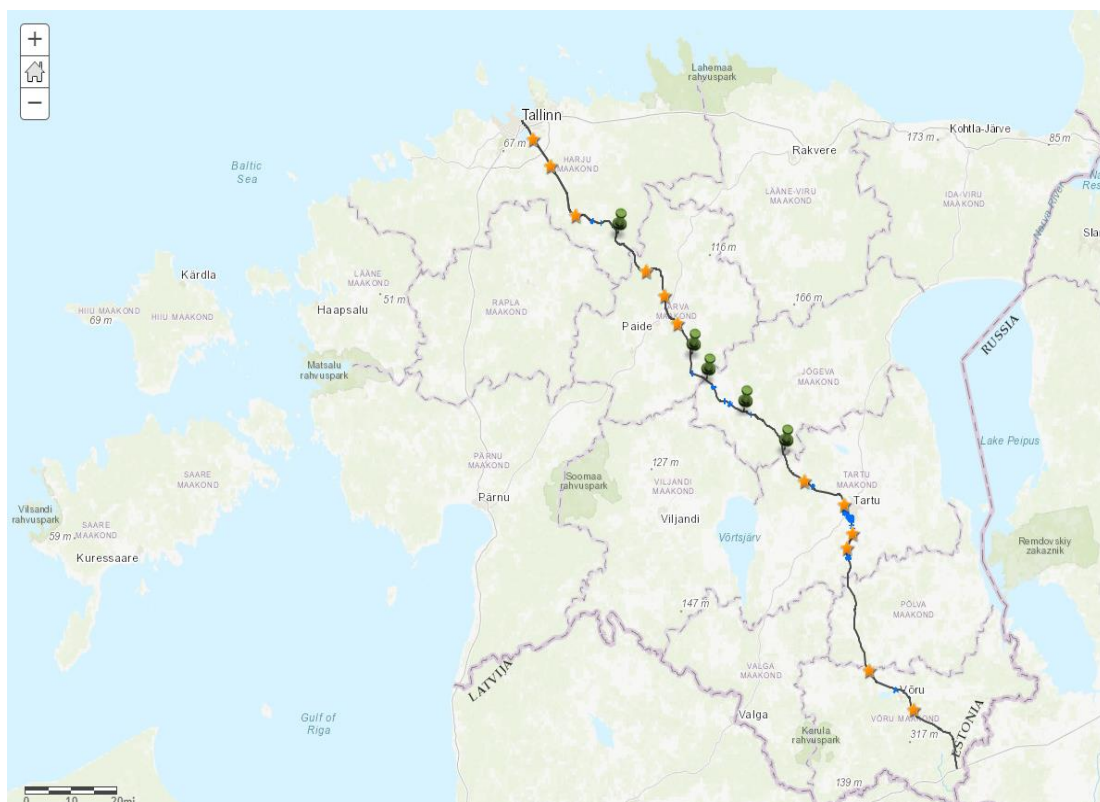 +
−
Lahemaa
rahvuspark
Tallinn
67 m
173 m
Kohtla-Järve
85 m
HARJU
MAAKOND
Rakvere
Baltic
Sea
LÄÄNE-VIRU
MAAKOND
IDA-VIRU
MAAKOND
Narva River
116 m
Kärdla
LÄÄNE
MAAKOND
51 m
Haapsalu
HIIU MAAKOND
69 m
HIIU MAAKOND
RAPLA
MAAKOND
166 m
JÄRVA
MAAKOND
Paide
RUSSIA
Matsalu
rahvuspark
JÕGEVA
MAAKOND
Lake Peipus
PÄRNU
MAAKOND
Soomaa
rahvuspark
127 m
VILJANDI
MAAKOND
TARTU
MAAKOND
SAARE
MAAKOND
Pärnu
Tartu
Vilsandi
rahvuspark
SAARE
MAAKOND
59 m
Viljandi
Võrtsjärv
Remdovskiy
zakaznik
Kuressaare
PÕLVA
MAAKOND
147 m
VALGA
MAAKOND
LATVIJA
Võru
Valga
Gulf of
Riga
VÕRU MAAKOND
Karula
rahvuspark
317 m
ESTONIA
139 m
0 10 20mi